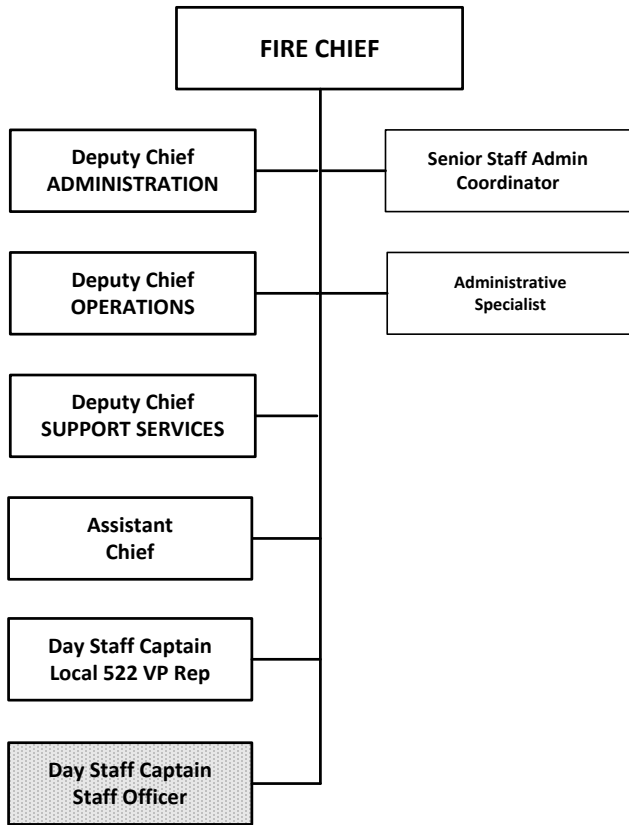 FIRE CHIEF
Deputy Chief
ADMINISTRATION
Senior Staff Admin
Coordinator
Deputy Chief
OPERATIONS
Administrative
Specialist
Deputy Chief
SUPPORT SERVICES
Assistant
Chief
Day Staff Captain
Local 522 VP Rep
Day Staff Captain
Staff Officer